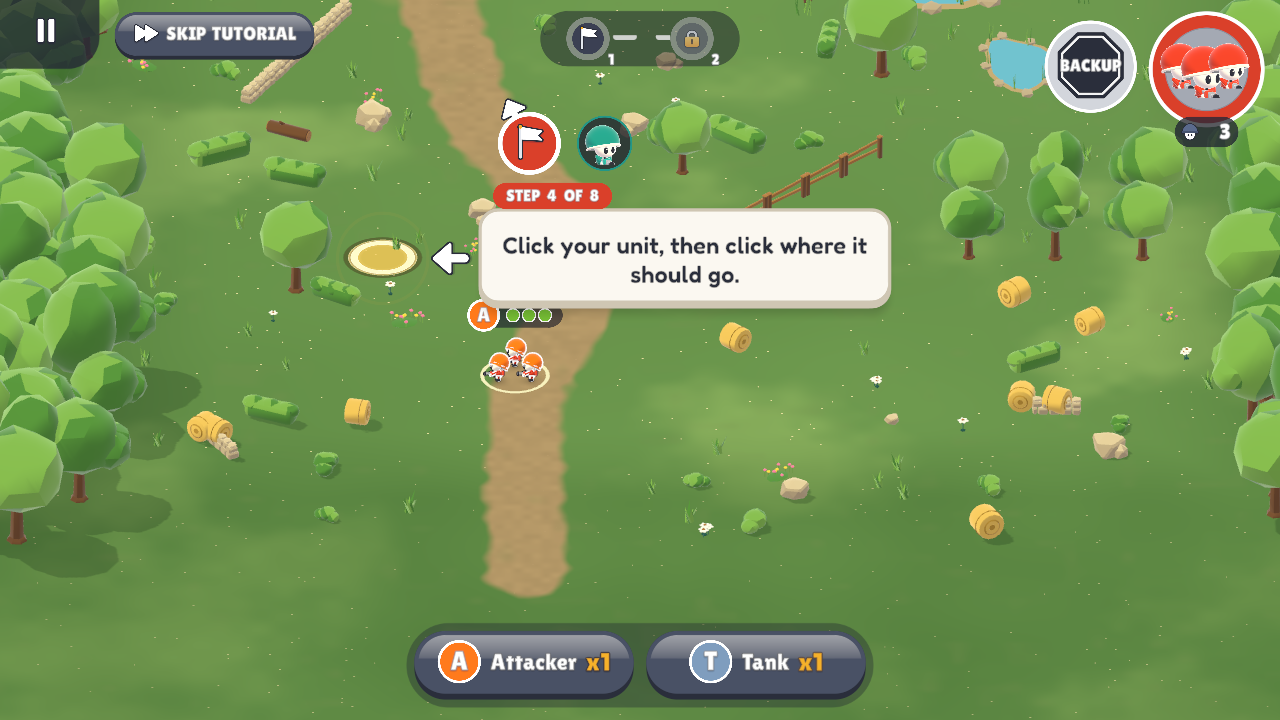 SKIP TUTORIAL
1
2
BACKUP
3
STEP 4 OF 8
Click your unit, then click where it
should go.
A
A Attacker x1
T Tank x1